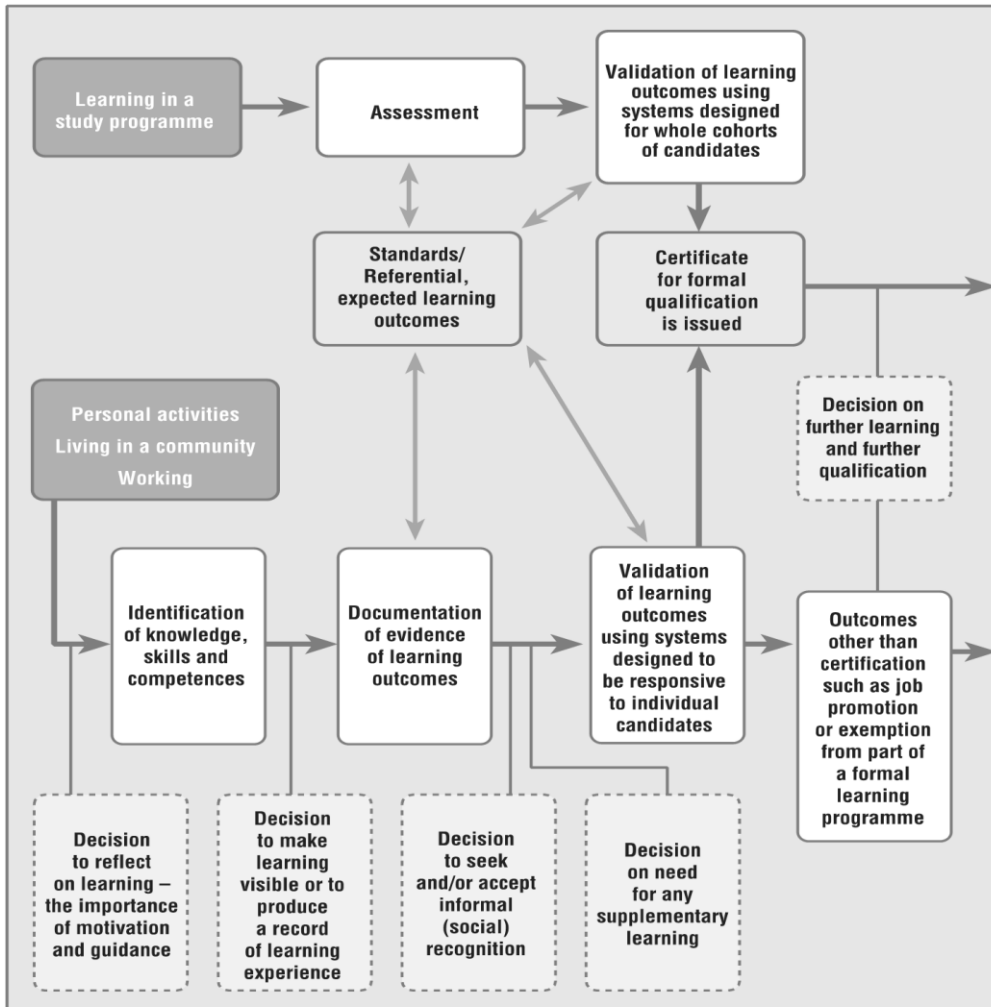 Learning in a
study programme
Assessment
Validation of learning
outcomes using
systems designed
for whole cohorts
of candidates
Standards/
Referential,
expected learning
outcomes
Certificate
for formal
qualification
is issued
Personal activities
Living in a community
Working
Decision on
further learning
and further
qualification
Identification
of knowledge,
skills and
competences
Documentation
of evidence
of learning
outcomes
Validation
of learning
outcomes
using systems
designed to
be responsive
to individual
candidates
Outcomes
other than
certification
such as job
promotion
or exemption
from part of
a formal
learning
programme
Decision
to reflect
on learning –
the importance
of motivation
and guidance
Decision
to make
learning
visible or to
produce
a record
of learning
experience
Decision
to seek
and/or accept
informal
(social)
recognition
Decision
on need
for any
supplementary
learning